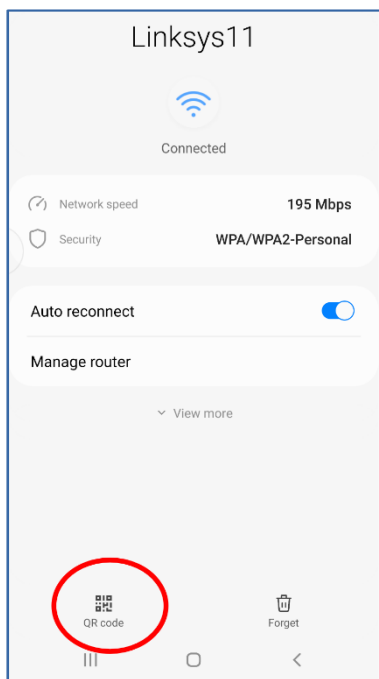 Linksys11
Connected
Network speed 195 Mbps
Security WPA/WPA2-Personal
Auto reconnect
Manage router
View more
QR code Forget